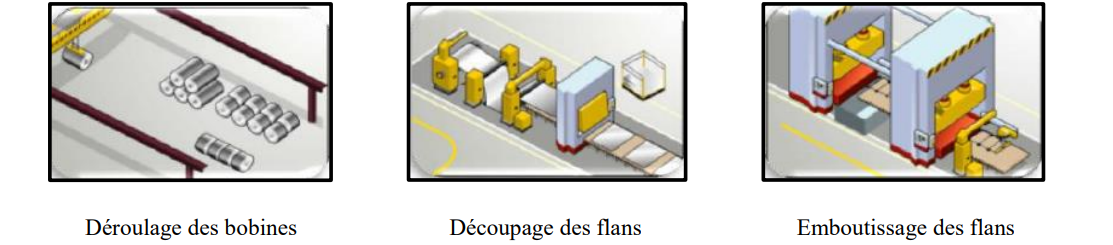 Déroulage des bobines
Découpage des flans
Emboutissage des flans